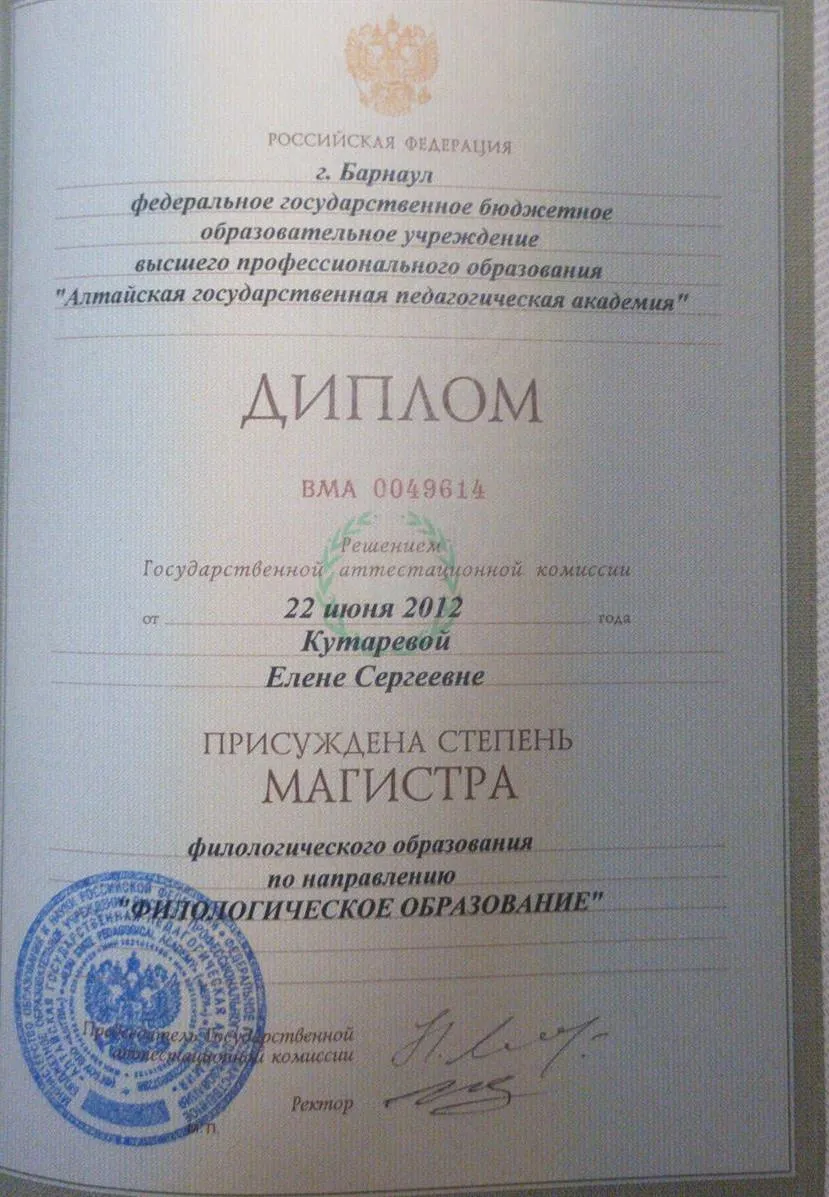 РОССИЙСКАЯ ФЕДЕРАЦИЯ
г. Барнаул
федеральное государственное бюджетное
образовательное учреждение
высшего профессионального образования
"Алтайская государственная педагогическая академия"
ДИПЛОМ
ВМА 0049614
Решением
Государственной аттестационной комиссии
от 22 июня 2012 года
Кутаревой
Елене Сергеевне
ПРИСУЖДЕНА СТЕПЕНЬ
МАГИСТРА
филологического образования
по направлению
"ФИЛОЛОГИЧЕСКОЕ ОБРАЗОВАНИЕ"
Председатель Государственной
аттестационной комиссии
Ректор
М. П.